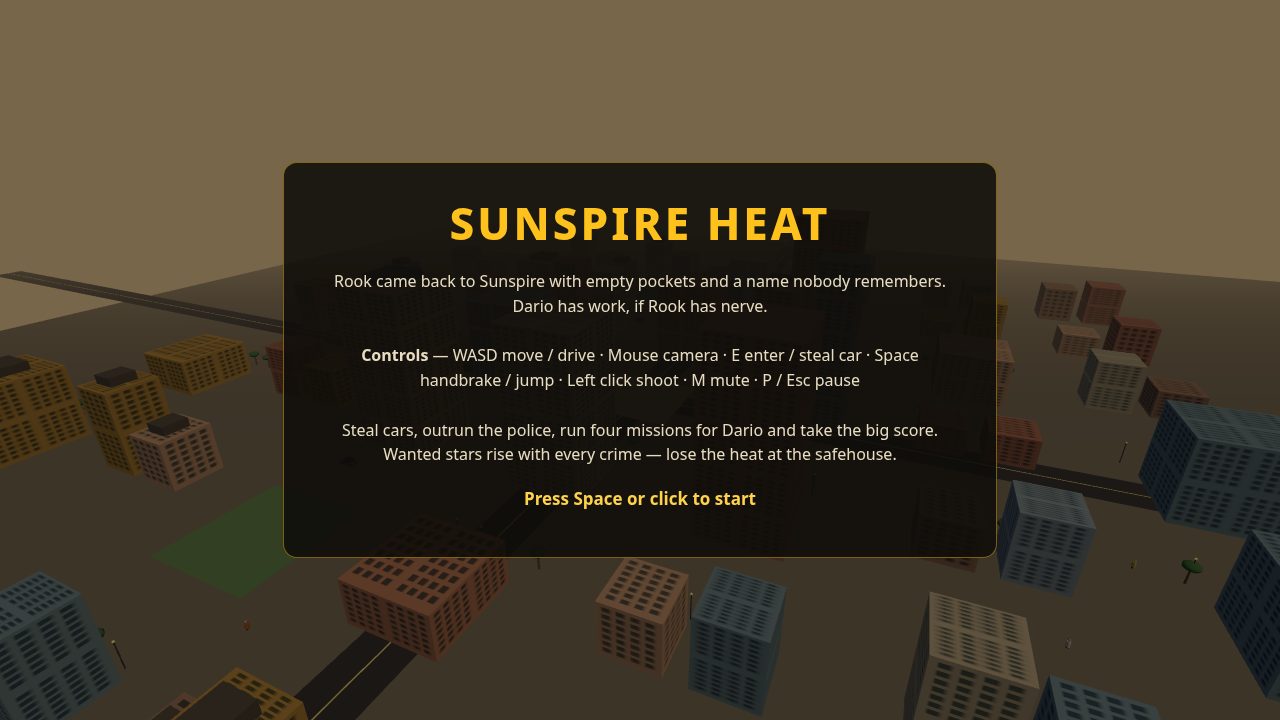 SUNSPIRE HEAT
Rook came back to Sunspire with empty pockets and a name nobody remembers.
Dario has work, if Rook has nerve.
Controls — WASD move / drive · Mouse camera · E enter / steal car · Space
handbrake / jump · Left click shoot · M mute · P / Esc pause
Steal cars, outrun the police, run four missions for Dario and take the big score.
Wanted stars rise with every crime — lose the heat at the safehouse.
Press Space or click to start